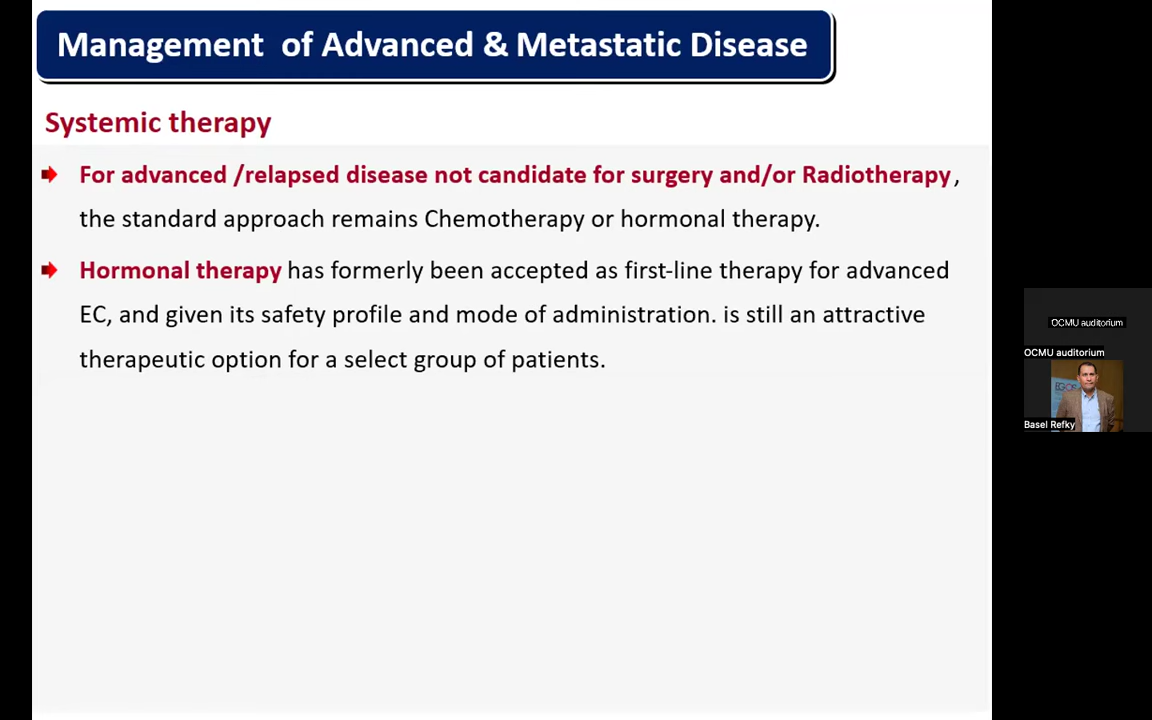 Management of Advanced & Metastatic Disease
Systemic therapy
For advanced /relapsed disease not candidate for surgery and/or Radiotherapy,
the standard approach remains Chemotherapy or hormonal therapy.
Hormonal therapy has formerly been accepted as first-line therapy for advanced
EC, and given its safety profile and mode of administration. is still an attractive
therapeutic option for a select group of patients.
OCMU auditorium
OCMU auditorium
Basel Refky